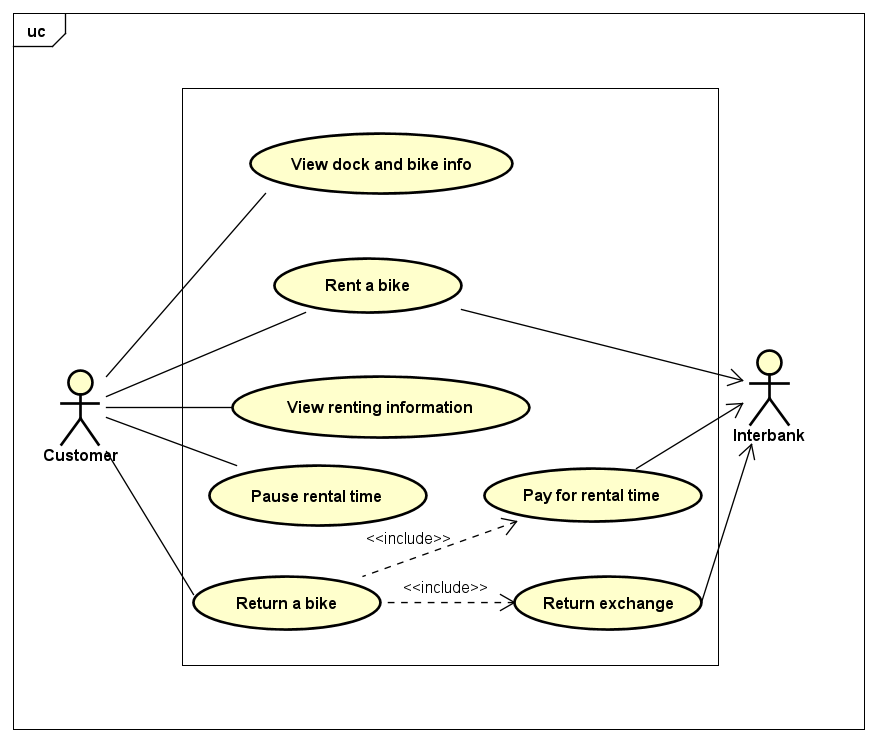 uc
View dock and bike info
Rent a bike
View renting information
Customer
Interbank
Pause rental time
Pay for rental time
<<include>>
<<include>>
Return a bike
Return exchange